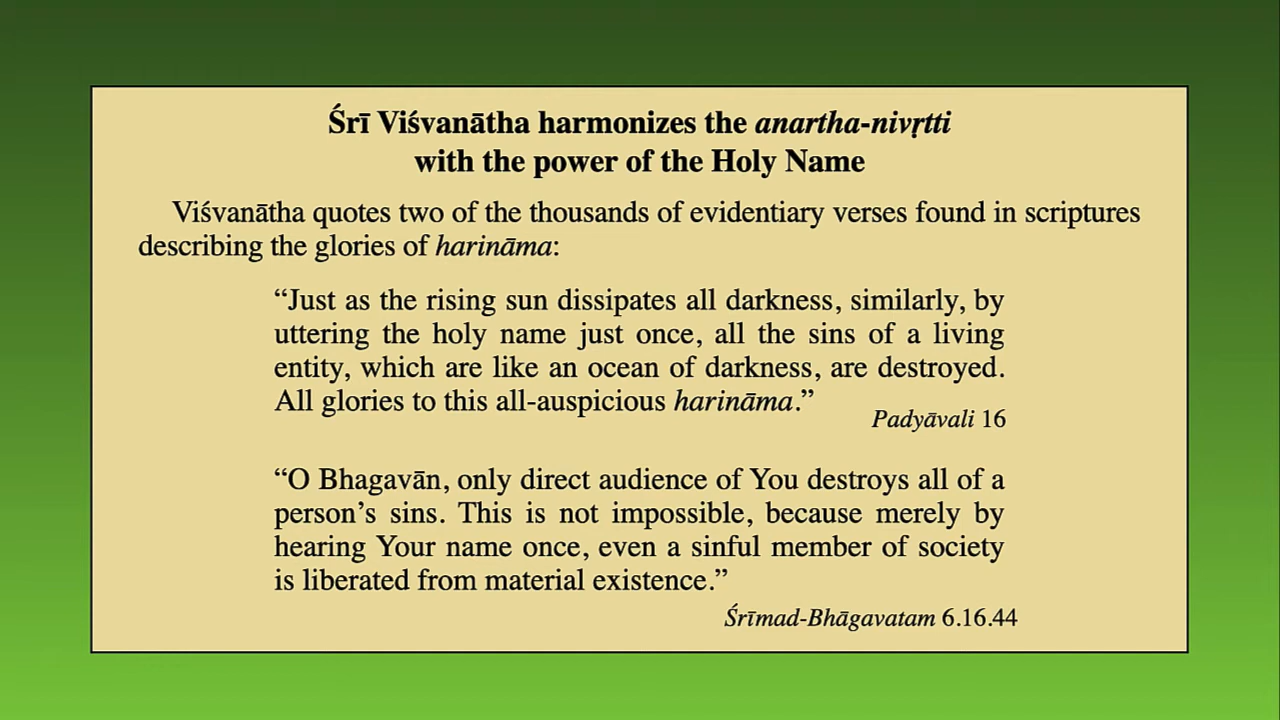 Śrī Viśvanātha harmonizes the anartha-nivṛtti
with the power of the Holy Name
Viśvanātha quotes two of the thousands of evidentiary verses found in scriptures
describing the glories of harināma:
“Just as the rising sun dissipates all darkness, similarly, by
uttering the holy name just once, all the sins of a living
entity, which are like an ocean of darkness, are destroyed.
All glories to this all-auspicious harināma.”
Padyāvali 16
“O Bhagavān, only direct audience of You destroys all of a
person’s sins. This is not impossible, because merely by
hearing Your name once, even a sinful member of society
is liberated from material existence.”
Śrīmad-Bhāgavatam 6.16.44